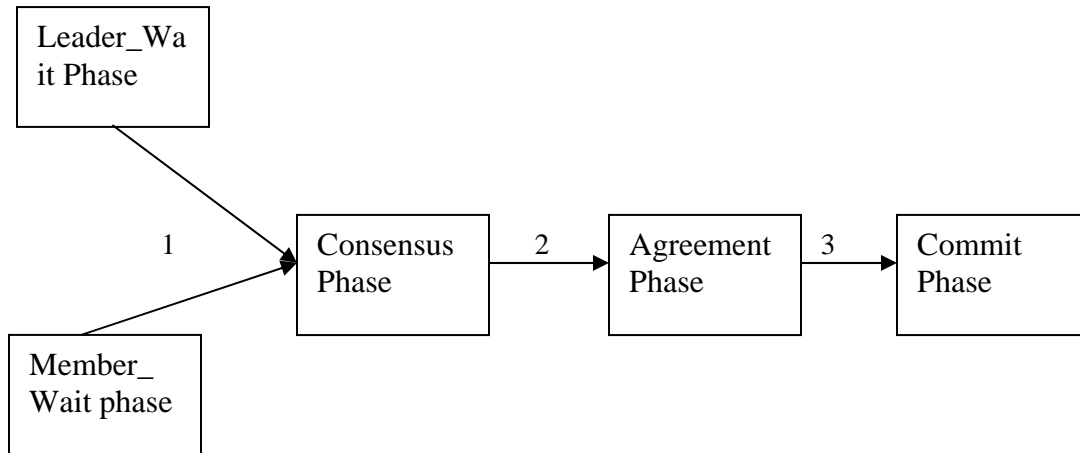 Leader_Wa
it Phase
1
Consensus
Phase
2
Agreement
Phase
3
Commit
Phase
Member_
Wait phase